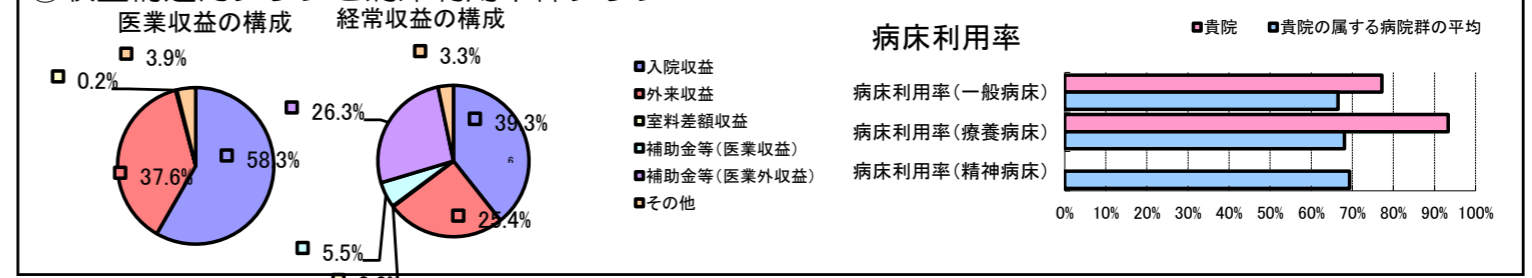 医業収益の構成
3.9%
0.2%
37.6%
58.3%
経常収益の構成
3.3%
26.3%
39.3%
25.4%
5.5%
入院収益
外来収益
室料差額収益
補助金等(医業収益)
補助金等(医業外収益)
その他
病床利用率
貴院
貴院の属する病院群の平均
病床利用率(一般病床)
病床利用率(療養病床)
病床利用率(精神病床)
0% 10% 20% 30% 40% 50% 60% 70% 80% 90% 100%